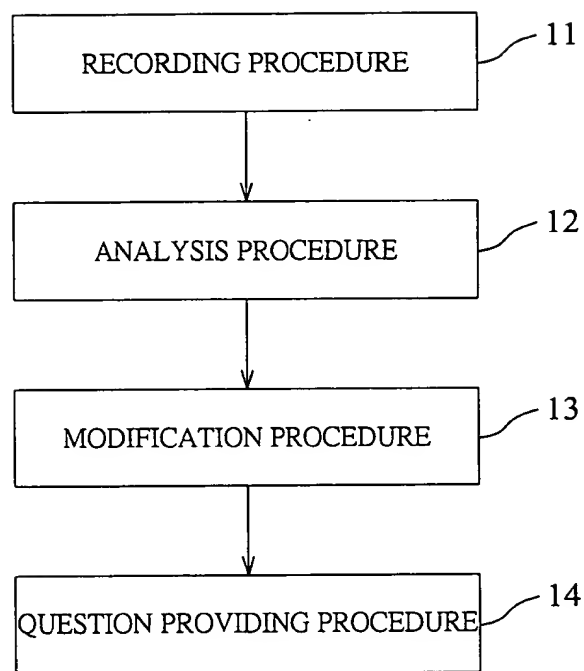 11
RECORDING PROCEDURE
12
ANALYSIS PROCEDURE
13
MODIFICATION PROCEDURE
14
QUESTION PROVIDING PROCEDURE